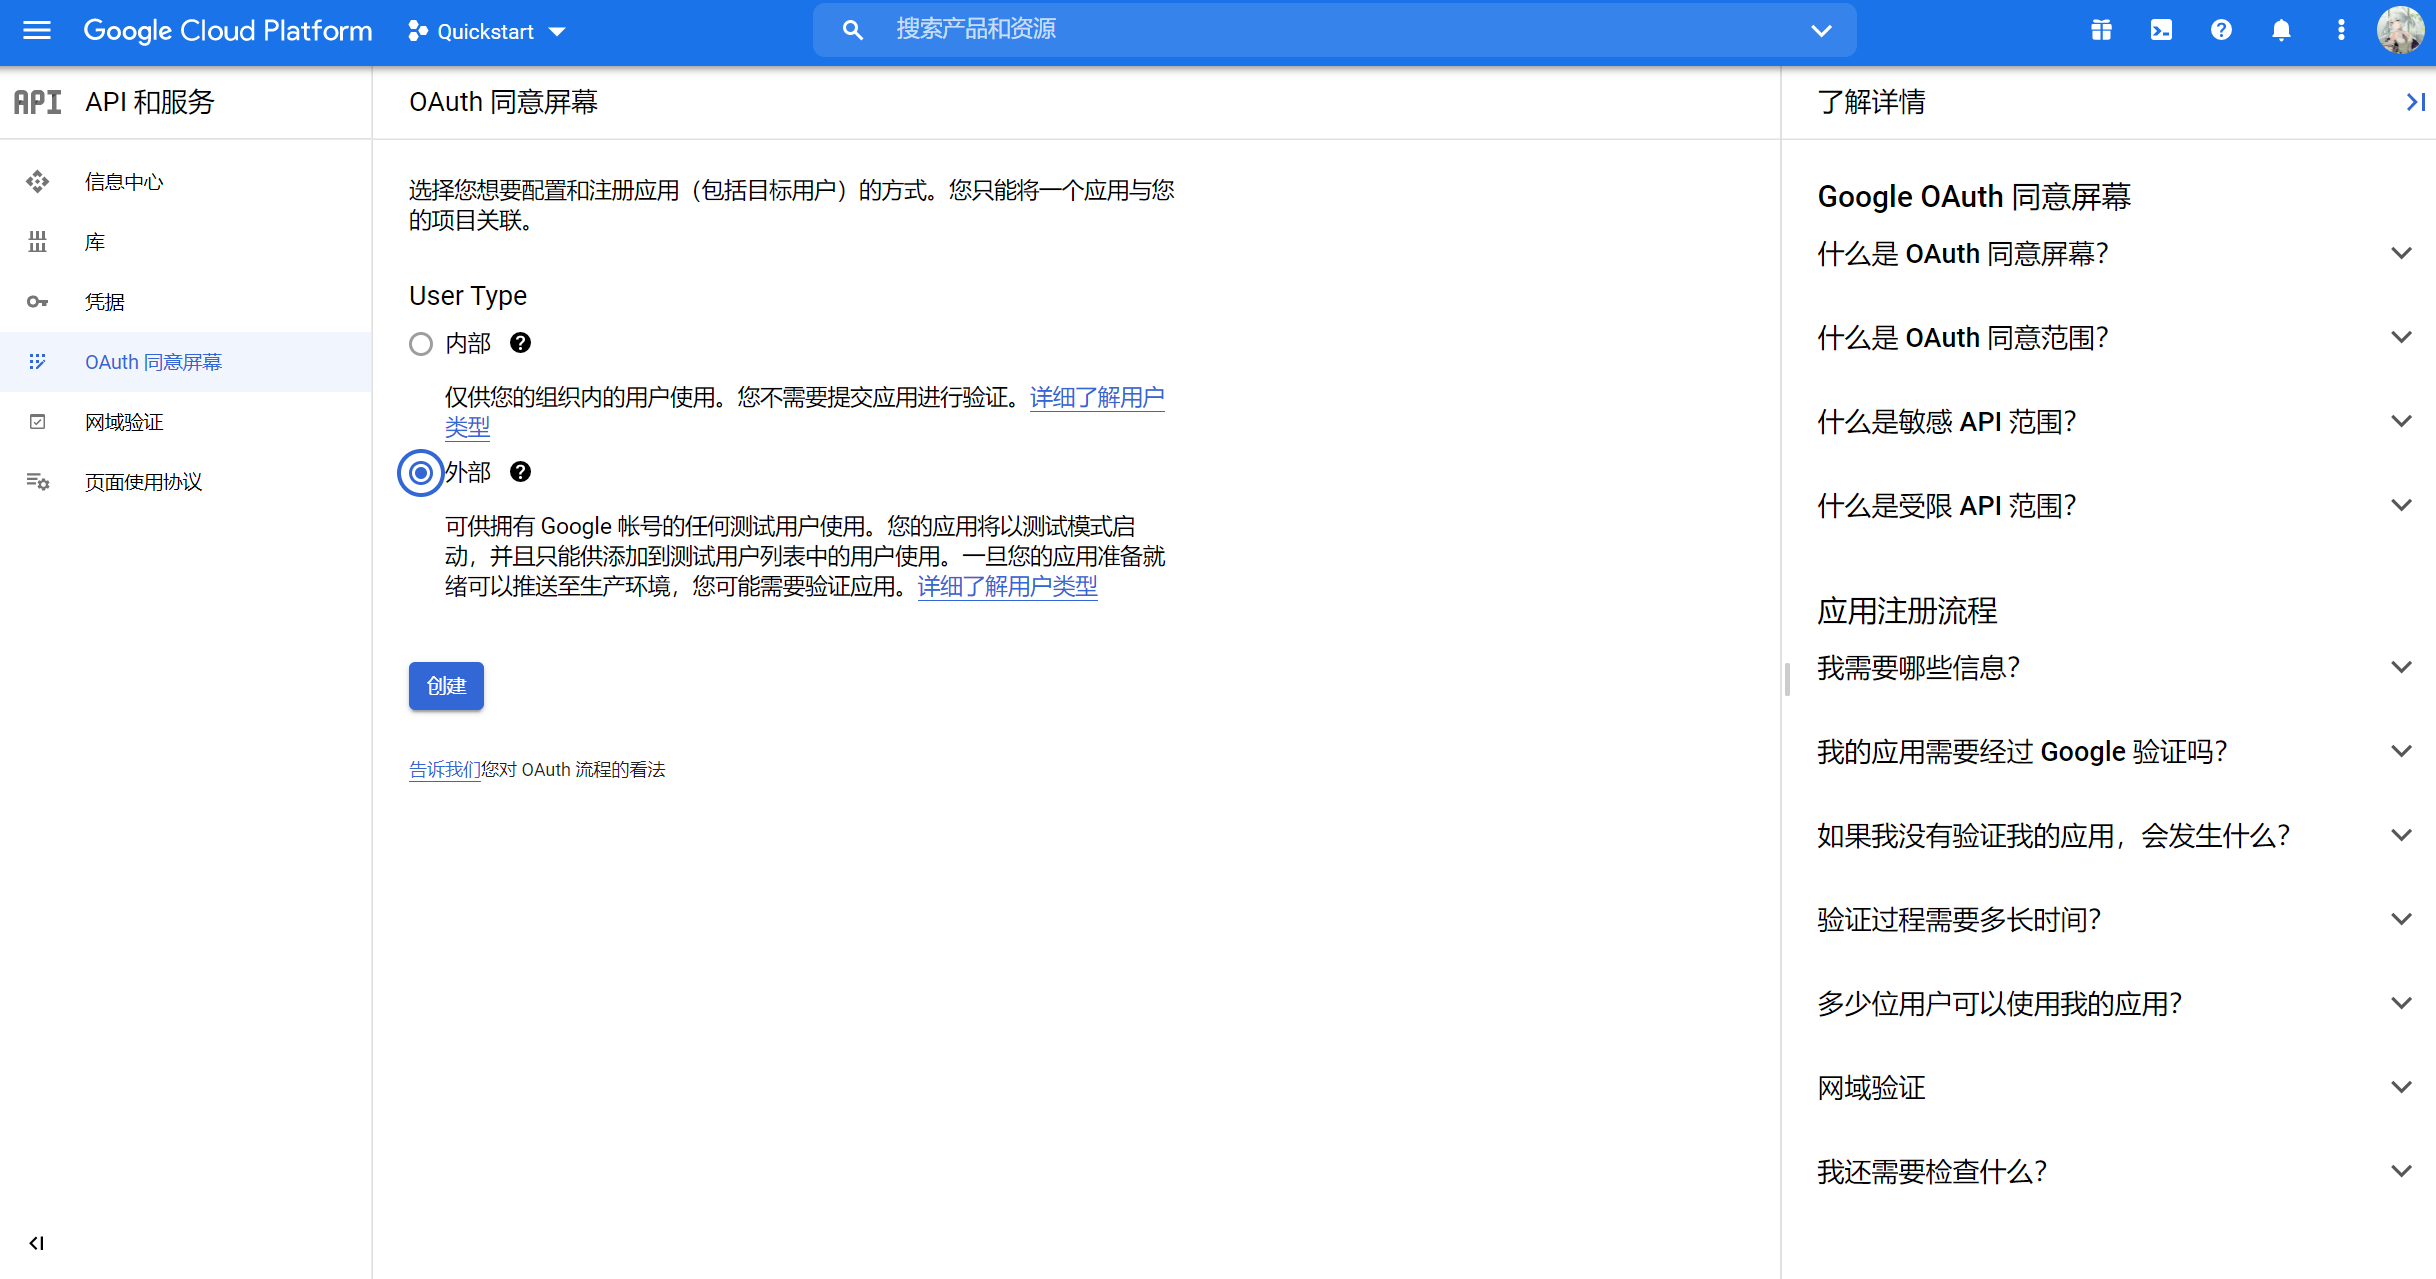 Google Cloud Platform
Quickstart
搜索产品和资源
API
API 和服务
信息中心
库
凭据
OAuth 同意屏幕
网域验证
页面使用协议
OAuth 同意屏幕
选择您想要配置和注册应用（包括目标用户）的方式。您只能将一个应用与您
的项目关联。
User Type
内部
仅供您的组织内的用户使用。您不需要提交应用进行验证。详细了解用户
类型
外部
可供拥有 Google 帐号的任何测试用户使用。您的应用将以测试模式启
动，并且只能供添加到测试用户列表中的用户使用。一旦您的应用准备就
绪可以推送至生产环境，您可能需要验证应用。详细了解用户类型
创建
告诉我们您对 OAuth 流程的看法
了解详情
Google OAuth 同意屏幕
什么是 OAuth 同意屏幕？
什么是 OAuth 同意范围？
什么是敏感 API 范围？
什么是受限 API 范围？
应用注册流程
我需要哪些信息？
我的应用需要经过 Google 验证吗？
如果我没有验证我的应用，会发生什么？
验证过程需要多长时间？
多少位用户可以使用我的应用？
网域验证
我还需要检查什么？